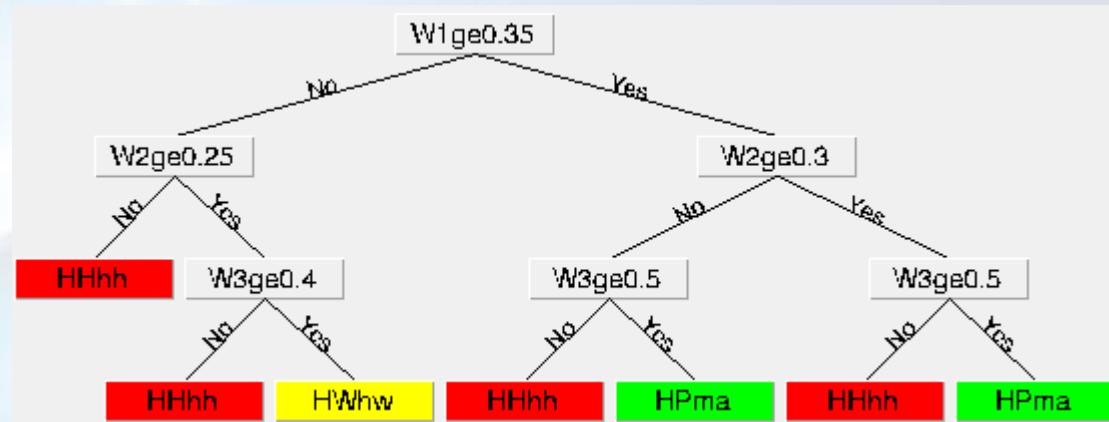 W1ge0.35
No
Yes
W2ge0.25
W2ge0.3
No
Yes
No
Yes
HHhh
W3ge0.4
W3ge0.5
W3ge0.5
No
Yes
No
Yes
No
Yes
HHhh
HWhw
HHhh
HPma
HHhh
HPma